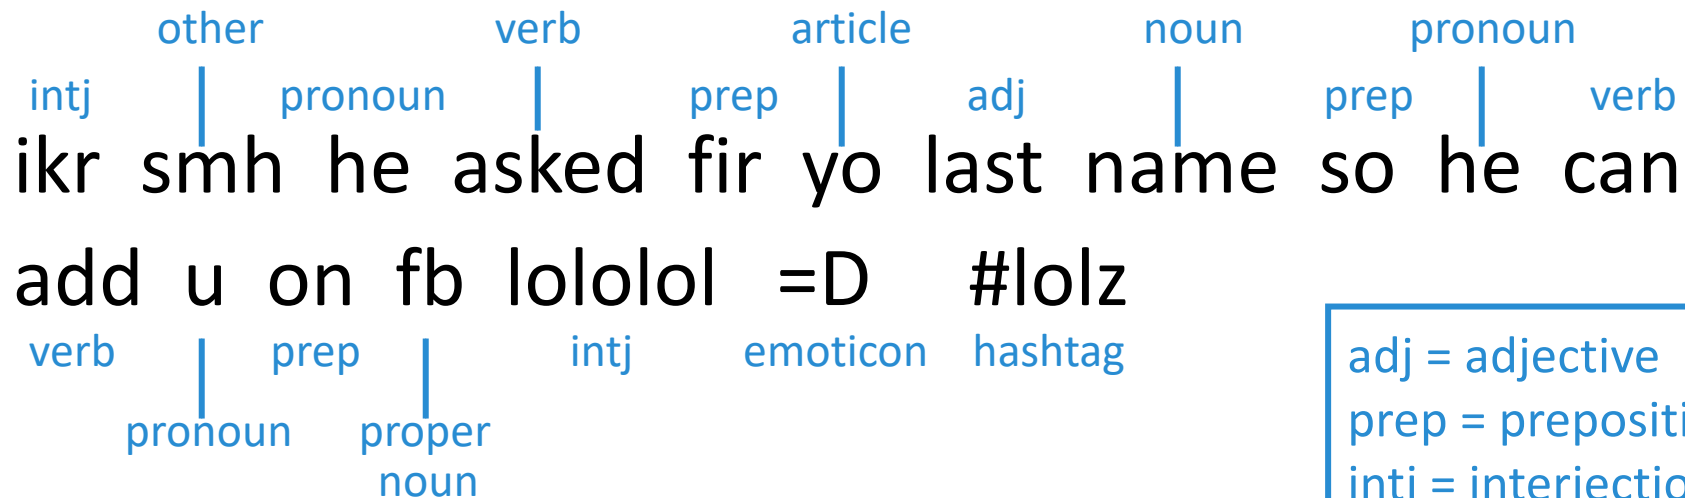 other verb article noun pronoun
intj pronoun prep adj prep verb
ikr smh he asked fir yo last name so he can
add u on fb lololol =D #lolz
verb prep intj emoticon hashtag
pronoun proper noun
adj = adjective
prep = prepositi
intj = interjectio